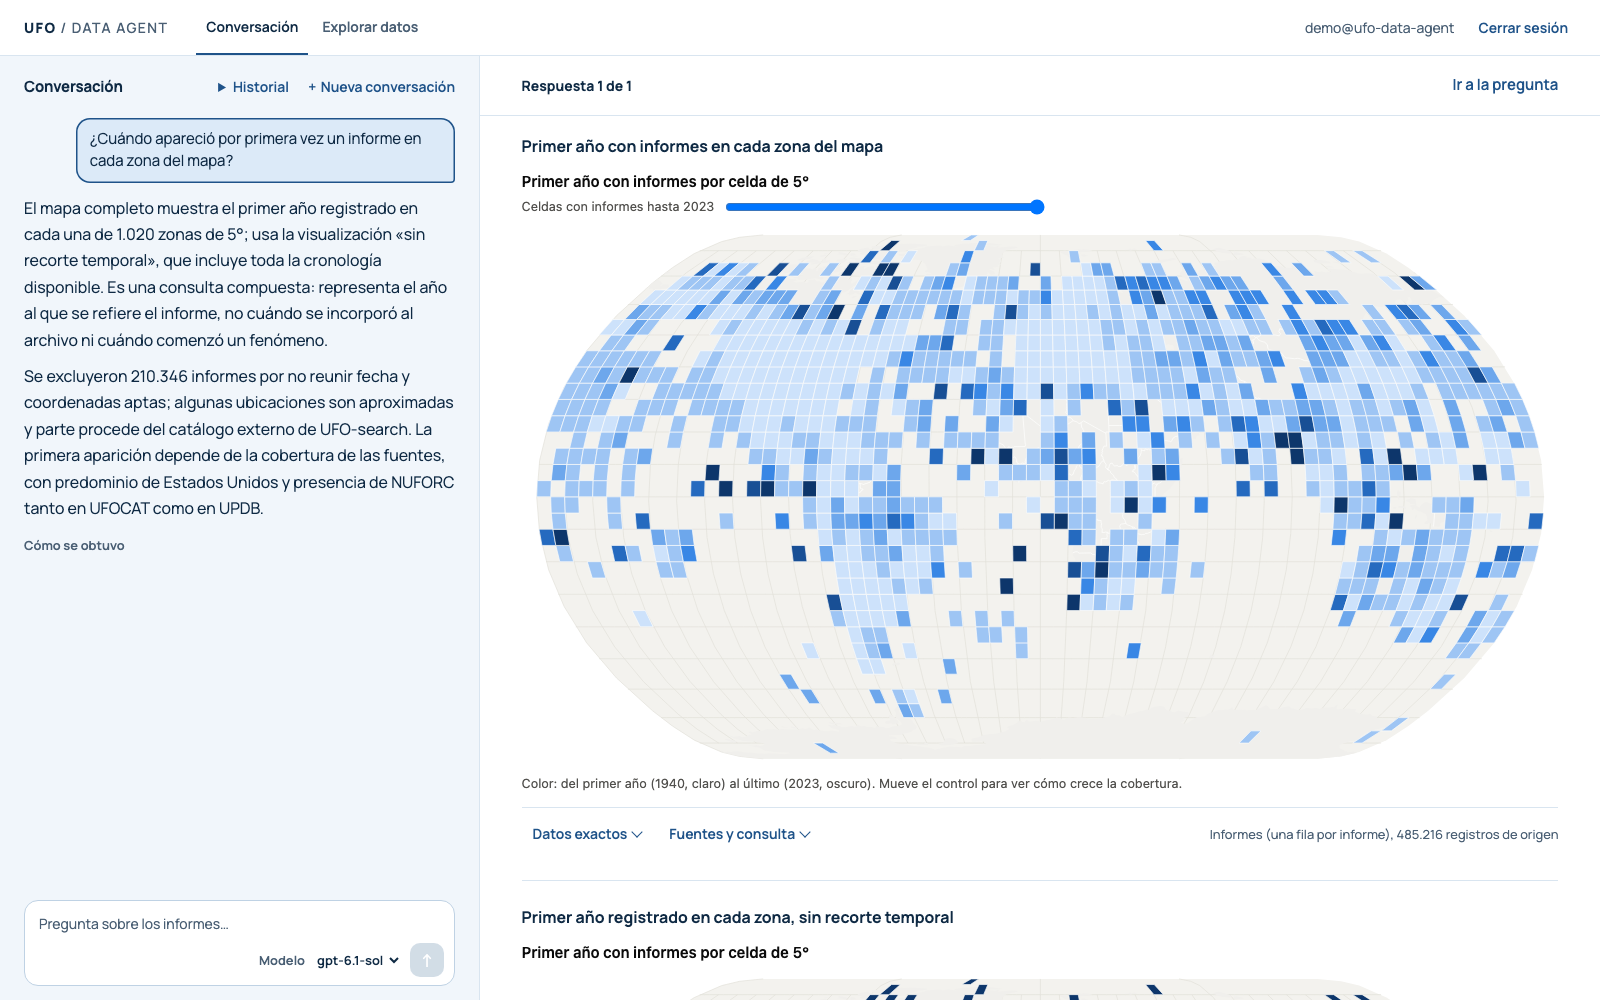 UFO / DATA AGENT
Conversación
Explorar datos
demo@ufo-data-agent
Cerrar sesión
Conversación
Historial
+ Nueva conversación
¿Cuándo apareció por primera vez un informe en
cada zona del mapa?
El mapa completo muestra el primer año registrado en
cada una de 1.020 zonas de 5°; usa la visualización «sin
recorte temporal», que incluye toda la cronología
disponible. Es una consulta compuesta: representa el año
al que se refiere el informe, no cuándo se incorporó al
archivo ni cuándo comenzó un fenómeno.
Se excluyeron 210.346 informes por no reunir fecha y
coordenadas aptas; algunas ubicaciones son aproximadas
y parte procede del catálogo externo de UFO-search. La
primera aparición depende de la cobertura de las fuentes,
con predominio de Estados Unidos y presencia de NUFORC
tanto en UFOCAT como en UPDB.
Cómo se obtuvo
Pregunta sobre los informes…
Modelo
gpt-6.1-sol
Respuesta 1 de 1
Ir a la pregunta
Primer año con informes en cada zona del mapa
Primer año con informes por celda de 5°
Celdas con informes hasta 2023
Color: del primer año (1940, claro) al último (2023, oscuro). Mueve el control para ver cómo crece la cobertura.
Datos exactos
Fuentes y consulta
Informes (una fila por informe), 485.216 registros de origen
Primer año registrado en cada zona, sin recorte temporal
Primer año con informes por celda de 5°